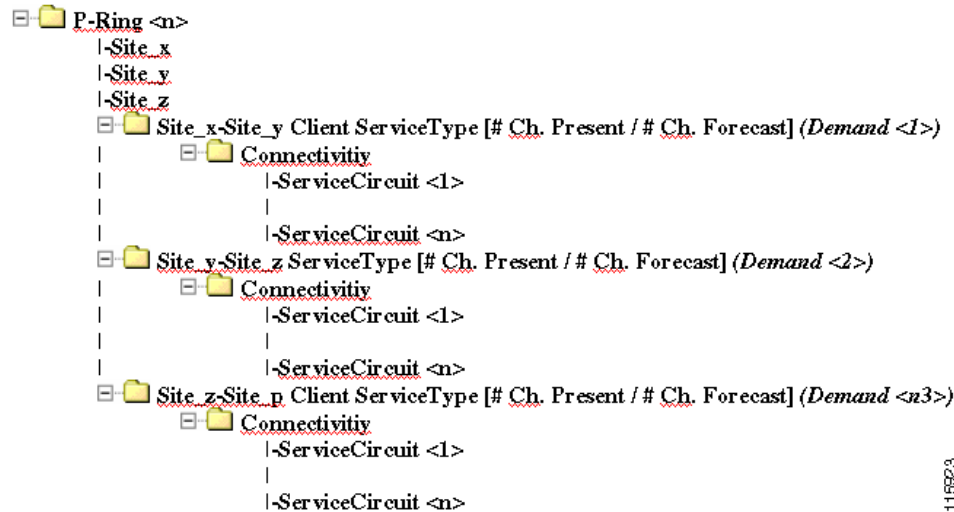 P-Ring <n>
|-Site_x
|-Site_y
|-Site_z
Site_x-Site_y Client ServiceType [# Ch. Present / # Ch. Forecast] (Demand <1>)
| Connectivitiy
| |-ServiceCircuit <1>
| |
| |-ServiceCircuit <n>
Site_y-Site_z ServiceType [# Ch. Present / # Ch. Forecast] (Demand <2>)
| Connectivitiy
| |-ServiceCircuit <1>
| |
| |-ServiceCircuit <n>
Site_z-Site_p Client ServiceType [# Ch. Present / # Ch. Forecast] (Demand <n3>)
Connectivitiy
|-ServiceCircuit <1>
|
|-ServiceCircuit <n>
116923